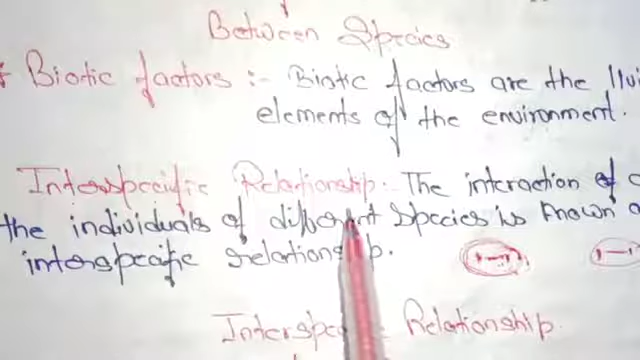 Between Species
Biotic factors :- Biotic factors are the
elements of the environment.
Interspecific Relationship:- The interaction of
the individuals of different species is known
interspecific relationship.
Relationship